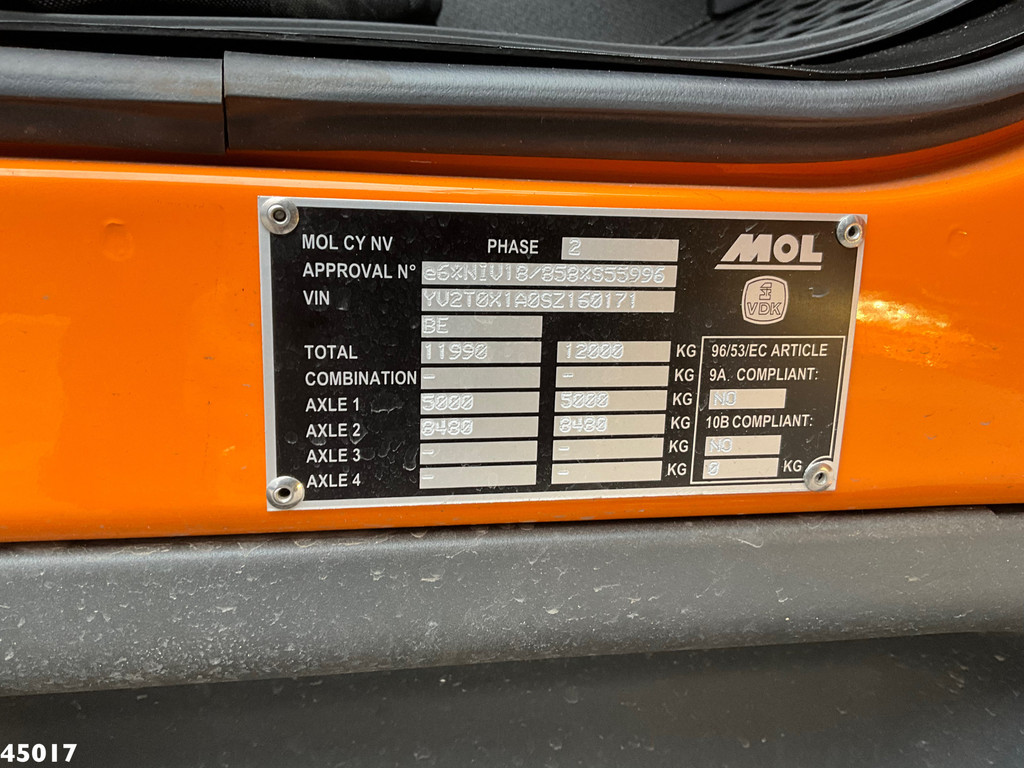 MOL CY NV PHASE 2
MOL
APPROVAL N° e6*NIV18/858*S55996
VIN YV2T0X1A0SZ160171
VDK
BE
TOTAL 11990 12000 KG
COMBINATION - - KG
AXLE 1 5000 5000 KG
AXLE 2 8480 8480 KG
AXLE 3 - - KG
AXLE 4 - - KG
96/53/EC ARTICLE
9A. COMPLIANT:
NO
10B COMPLIANT:
NO
0 KG
45017